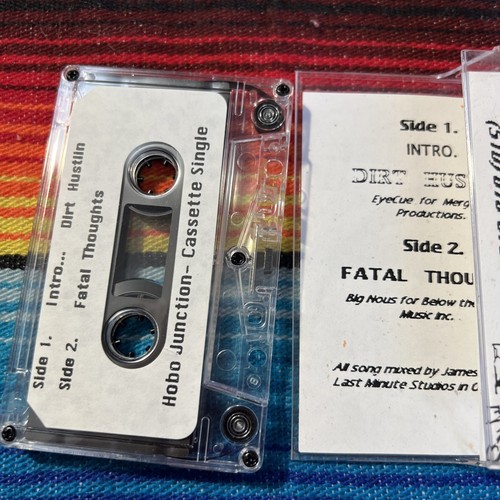 Side 1. Intro... Dirt Hustlin
Side 2. Fatal Thoughts
Hobo Junction- Cassette Single
Side 1.
INTRO.
DIRT HUS
EyeCue for Merg
Productions.
Side 2.
FATAL THOU
Big Nous for Below the
Music Inc.
All song mixed by James
Last Minute Studios in